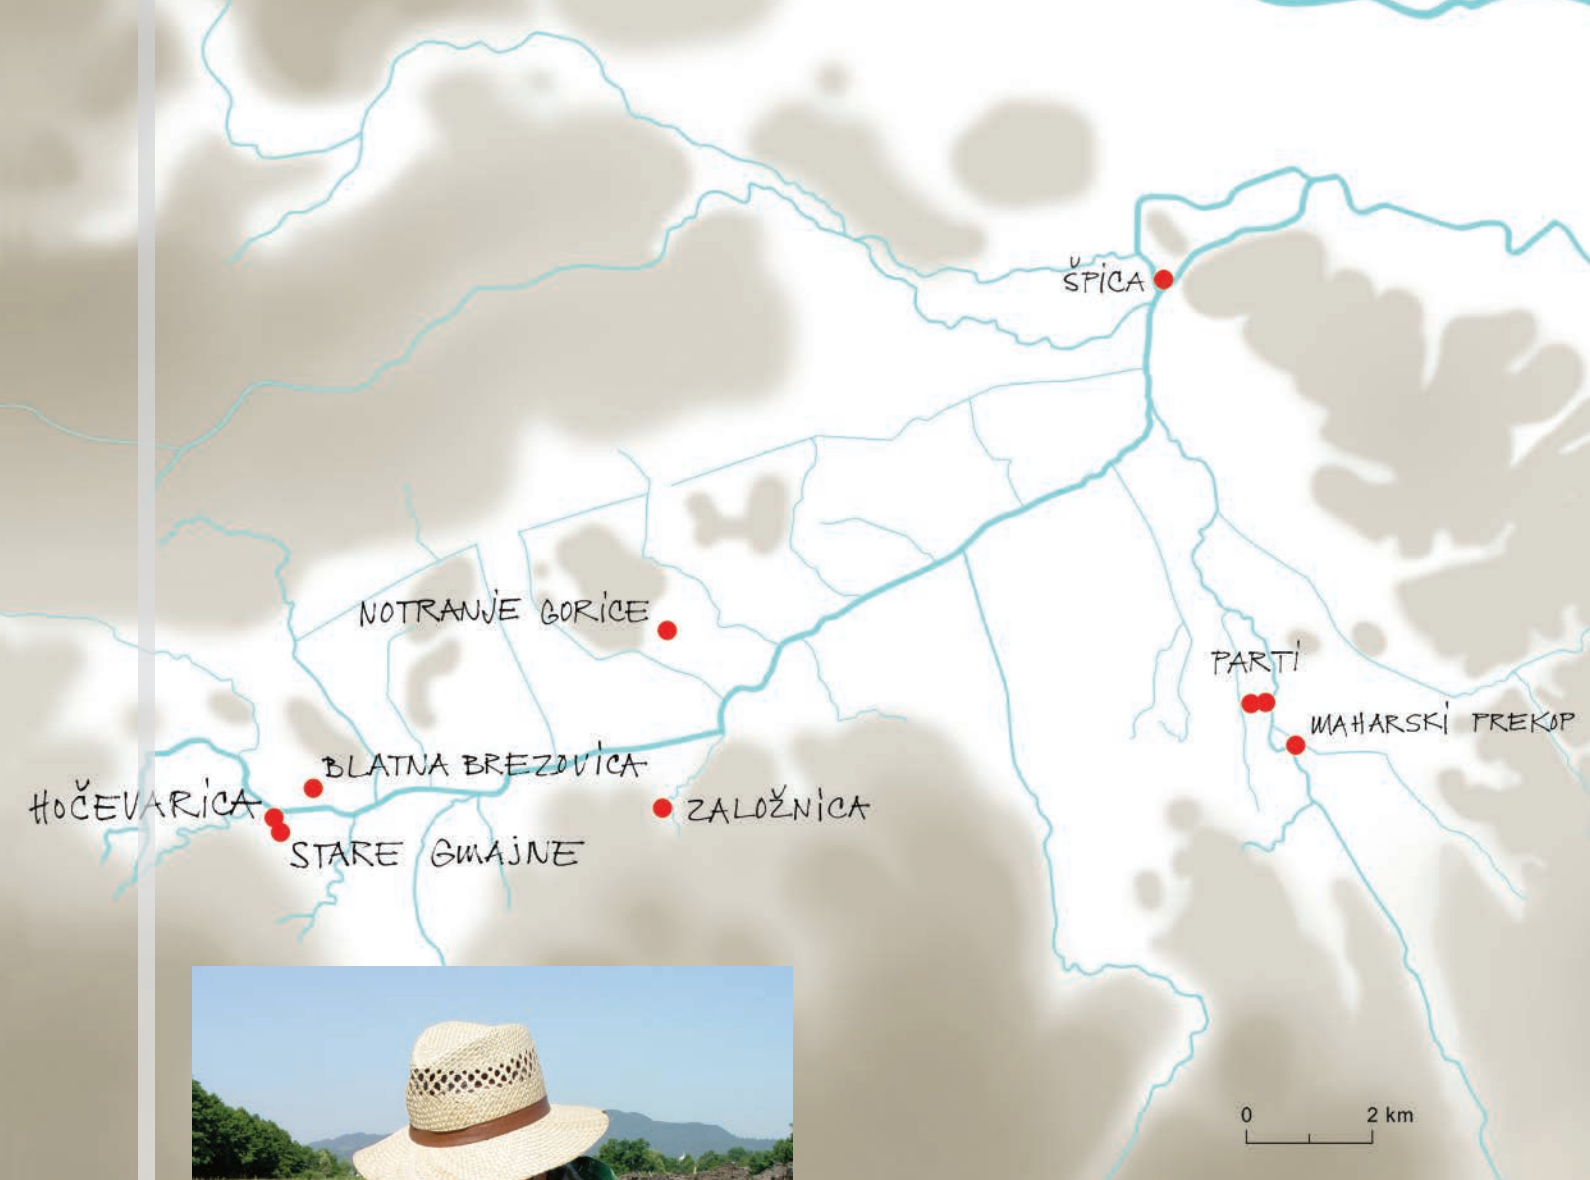 ŠPICA
NOTRANJE GORICE
PARTI
MAHARSKI PREKOP
BLATNA BREZOVICA
HOČEVARICA
ZALOŽNICA
STARE GMAJNE
0 2 km